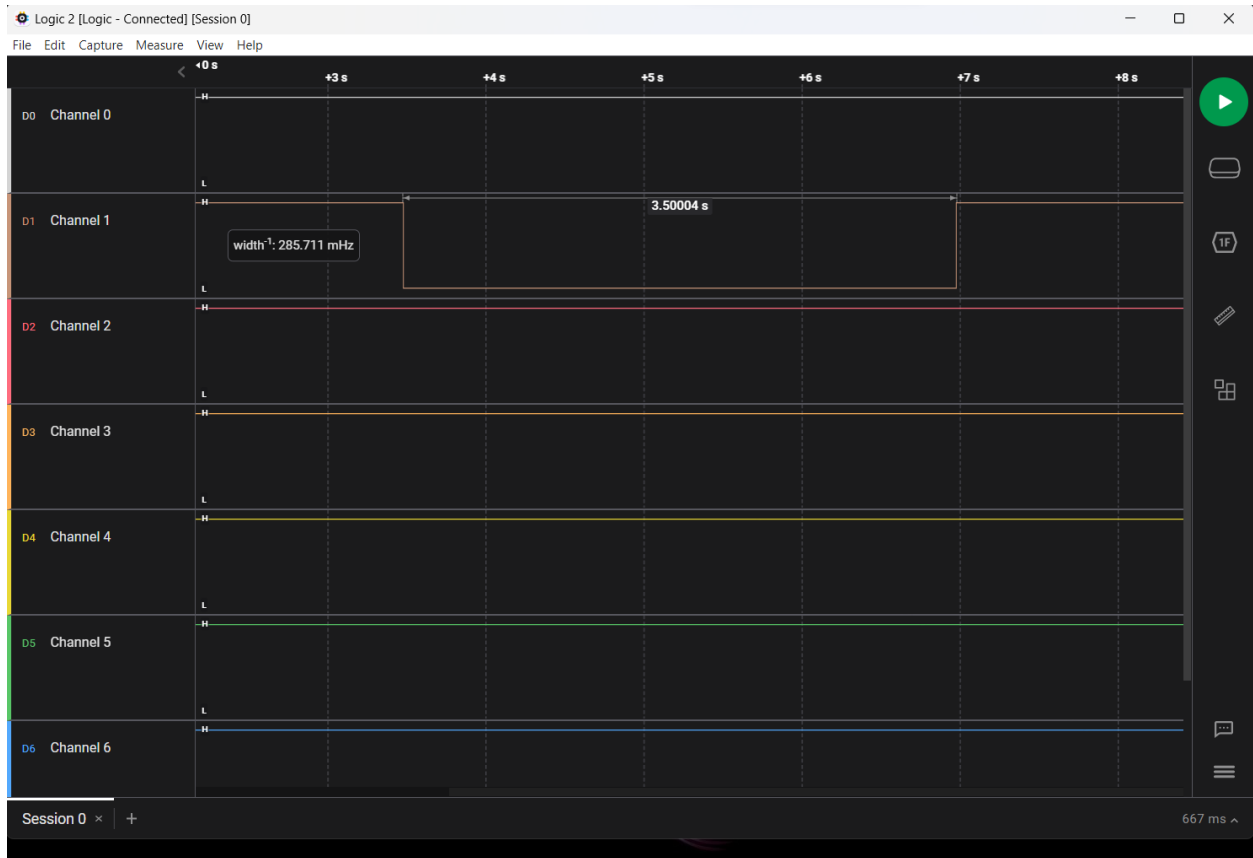 Logic 2 [Logic - Connected] [Session 0]
File Edit Capture Measure View Help
0 s
+3 s +4 s +5 s +6 s +7 s +8 s
H
D0 Channel 0
L
H 3.50004 s
D1 Channel 1
width-1: 285.711 mHz
L
H
D2 Channel 2
L
H
D3 Channel 3
L
H
D4 Channel 4
L
H
D5 Channel 5
L
H
D6 Channel 6
1F
Session 0 × +
667 ms